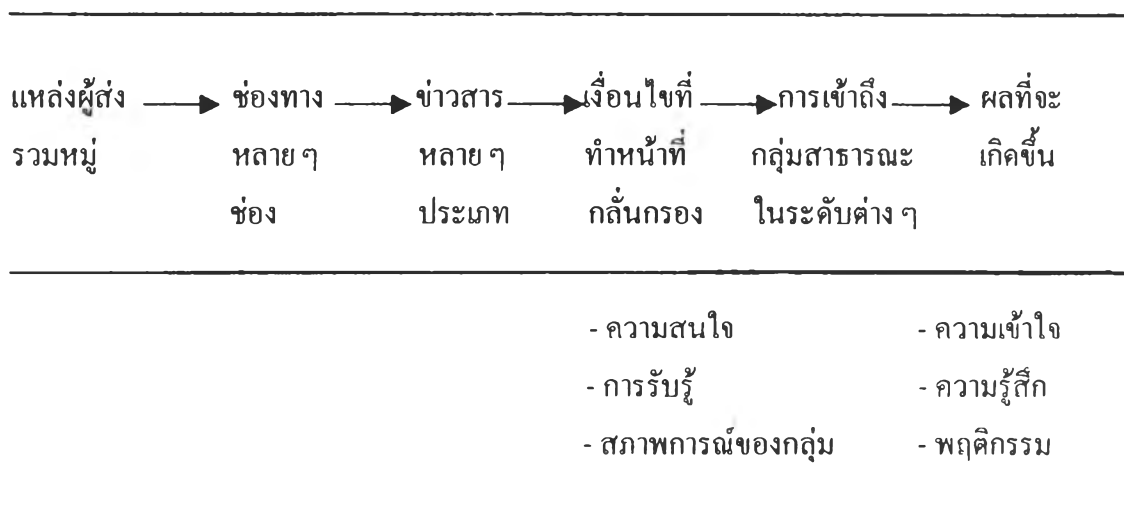 แหล่งผู้ส่ง ช่องทาง ข่าวสาร เงื่อนไขที่ การเข้าถึง ผลที่จะ
รวมหมู่ หลาย ๆ หลาย ๆ ทำหน้าที่ กลุ่มสาธารณะ เกิดขึ้น
ช่อง ประเภท กลั่นกรอง ในระดับต่าง ๆ
- ความสนใจ - ความเข้าใจ
- การรับรู้ - ความรู้สึก
- สภาพการณ์ของกลุ่ม - พฤติกรรม